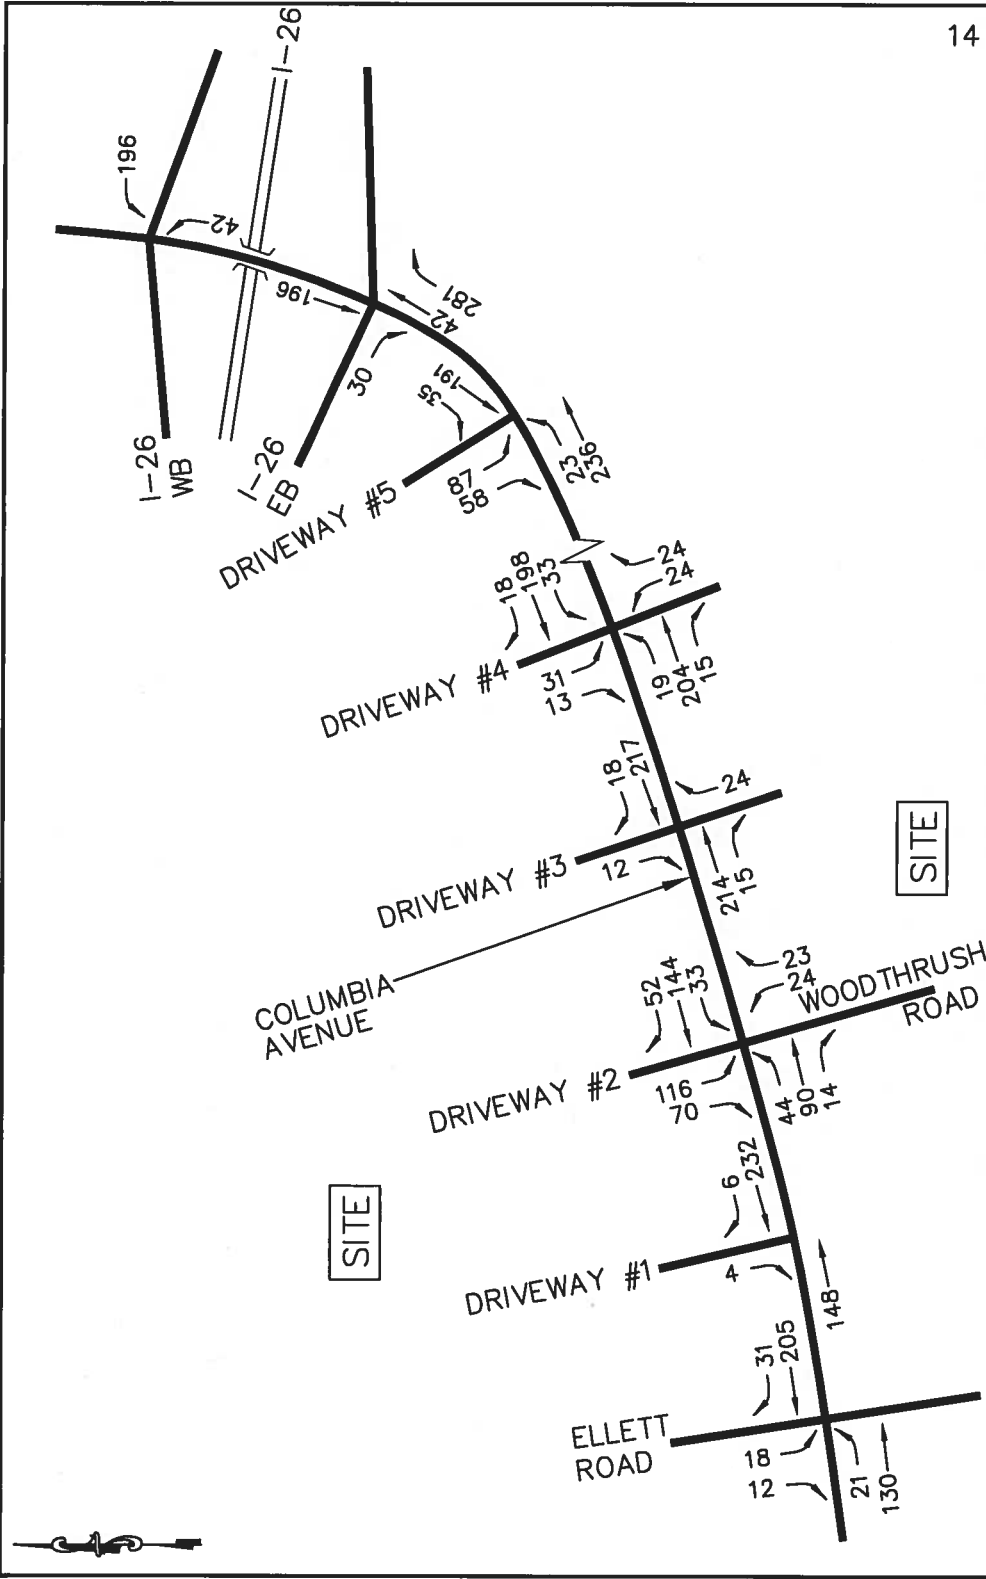 14
I-26
196
42
196
281
42
30
191
35
I-26
WB
I-26
EB
DRIVEWAY #5
87
58
23
236
24
24
18
198
33
DRIVEWAY #4
31
13
19
204
15
18
217
24
DRIVEWAY #3
12
214
15
SITE
COLUMBIA
AVENUE
52
144
33
23
24
WOODTHRUSH
ROAD
DRIVEWAY #2
116
70
44
90
14
SITE
6
232
DRIVEWAY #1
4
148
31
205
ELLETT
ROAD
18
12
21
130